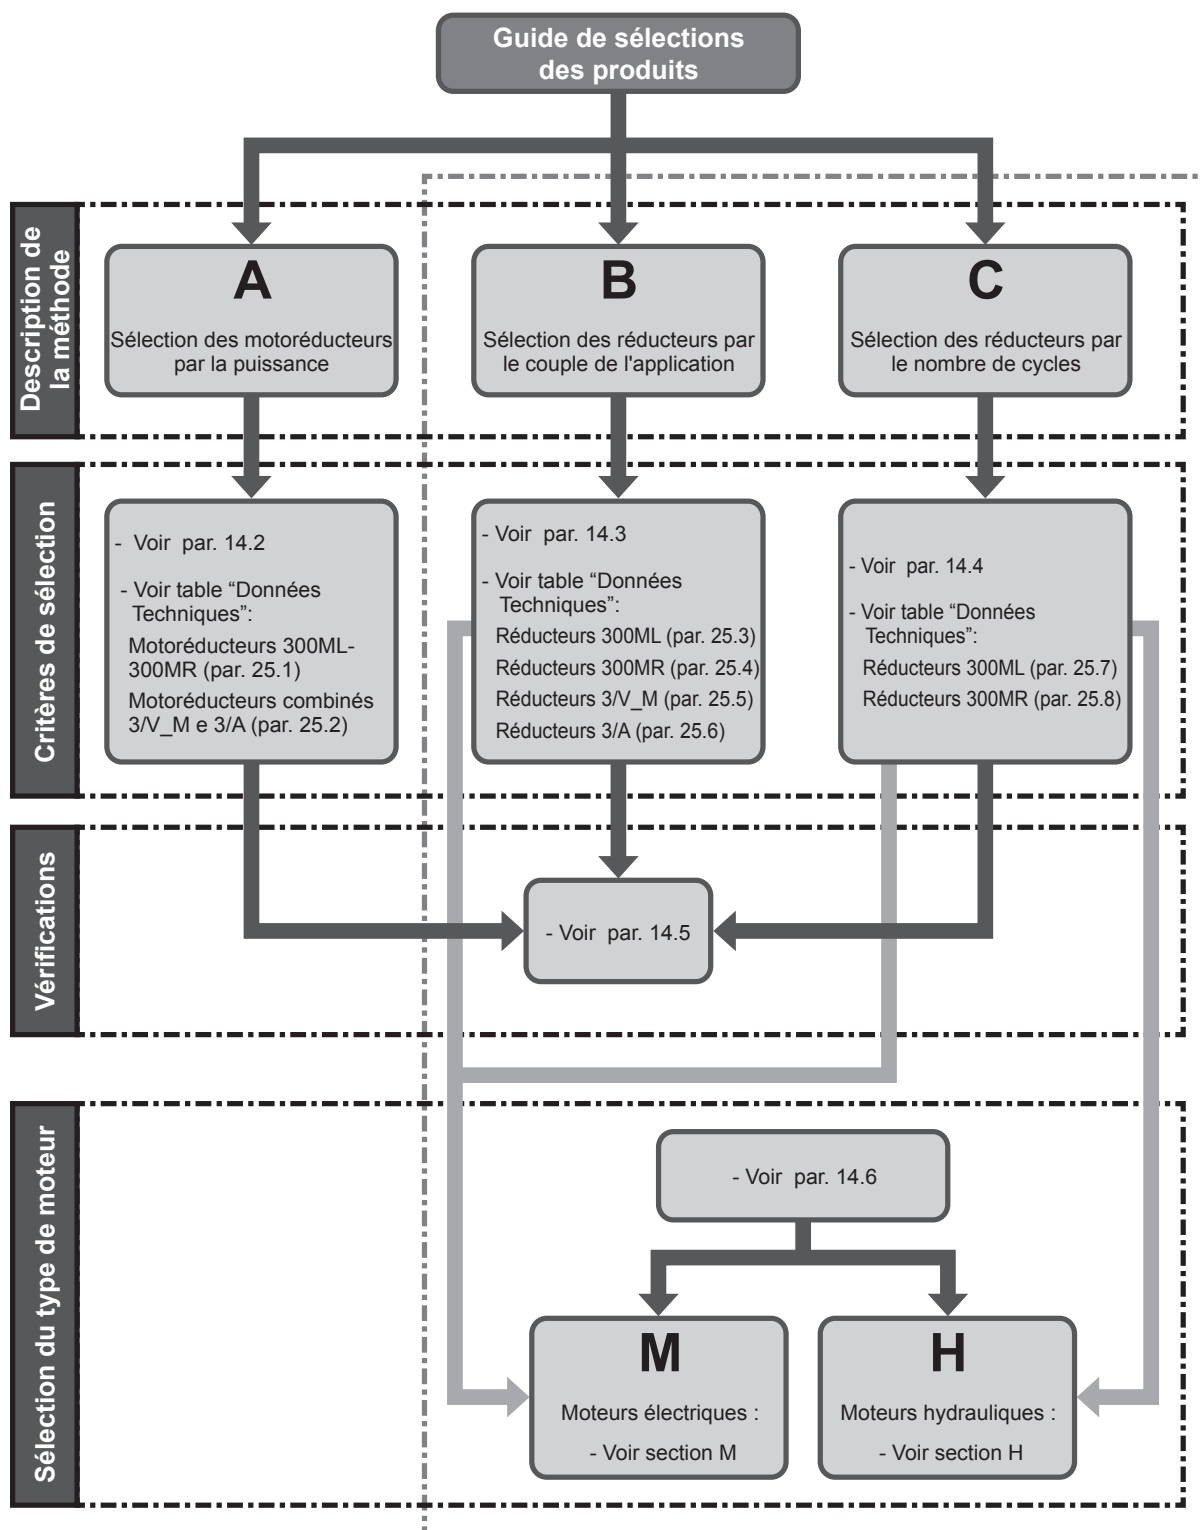 Guide de sélections
des produits
Description de
la méthode
A
Sélection des motoréducteurs
par la puissance
B
Sélection des réducteurs par
le couple de l'application
C
Sélection des réducteurs par
le nombre de cycles
Critères de sélection
- Voir par. 14.2
- Voir table “Données
Techniques”:
Motoréducteurs 300ML-
300MR (par. 25.1)
Motoréducteurs combinés
3/V_M e 3/A (par. 25.2)
- Voir par. 14.3
- Voir table “Données
Techniques”:
Réducteurs 300ML (par. 25.3)
Réducteurs 300MR (par. 25.4)
Réducteurs 3/V_M (par. 25.5)
Réducteurs 3/A (par. 25.6)
- Voir par. 14.4
- Voir table “Données
Techniques”:
Réducteurs 300ML (par. 25.7)
Réducteurs 300MR (par. 25.8)
Vérifications
- Voir par. 14.5
Sélection du type de moteur
- Voir par. 14.6
M
Moteurs électriques :
- Voir section M
H
Moteurs hydrauliques :
- Voir section H